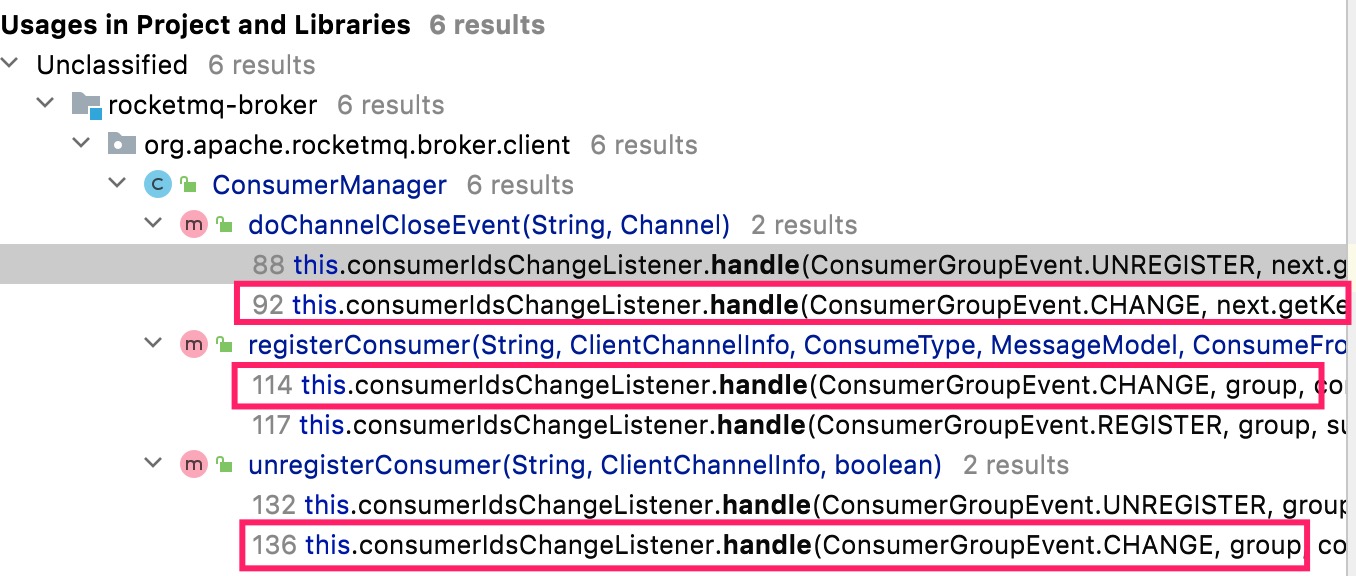 Usages in Project and Libraries 6 results
Unclassified 6 results
rocketmq-broker 6 results
org.apache.rocketmq.broker.client 6 results
C ConsumerManager 6 results
m doChannelCloseEvent(String, Channel) 2 results
88 this.consumerIdsChangeListener.handle(ConsumerGroupEvent.UNREGISTER, next.g
92 this.consumerIdsChangeListener.handle(ConsumerGroupEvent.CHANGE, next.getKe
m registerConsumer(String, ClientChannelInfo, ConsumeType, MessageModel, ConsumeFro
114 this.consumerIdsChangeListener.handle(ConsumerGroupEvent.CHANGE, group, co
117 this.consumerIdsChangeListener.handle(ConsumerGroupEvent.REGISTER, group, su
m unregisterConsumer(String, ClientChannelInfo, boolean) 2 results
132 this.consumerIdsChangeListener.handle(ConsumerGroupEvent.UNREGISTER, group
136 this.consumerIdsChangeListener.handle(ConsumerGroupEvent.CHANGE, group, co